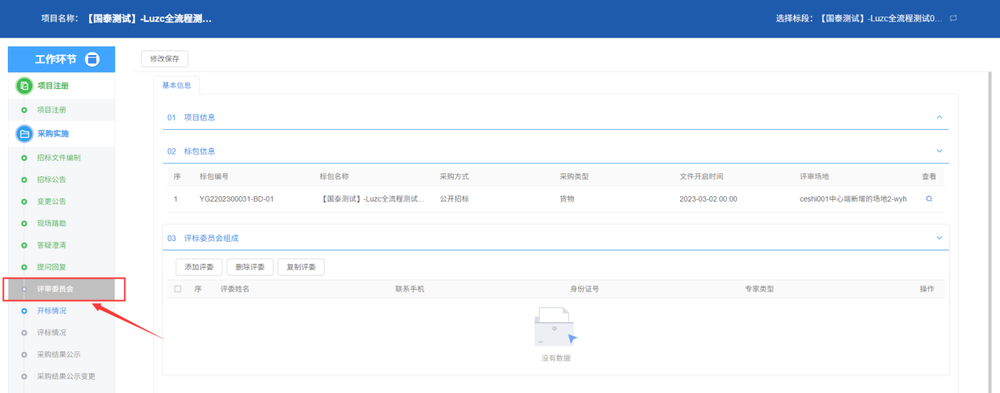 项目名称：【国泰测试】-Luzc全流程测... 选择标段：【国泰测试】-Luzc全流程测试0...
工作环节
项目注册
项目注册
采购实施
招标文件编制
招标公告
变更公告
现场踏勘
答疑澄清
提问回复
评审委员会
开标情况
评标情况
采购结果公示
采购结果公示变更
修改保存
基本信息
01 项目信息
02 标包信息
序 标包编号 标包名称 采购方式 采购类型 文件开启时间 评审场地 查看
1 YG2202300031-BD-01 【国泰测试】-Luzc全流程测试... 公开招标 货物 2023-03-02 00:00 ceshi001中心端新增的场地2-wyh
03 评标委员会组成
添加评委 删除评委 复制评委
序 评委姓名 联系手机 身份证号 专家类型 操作
没有数据